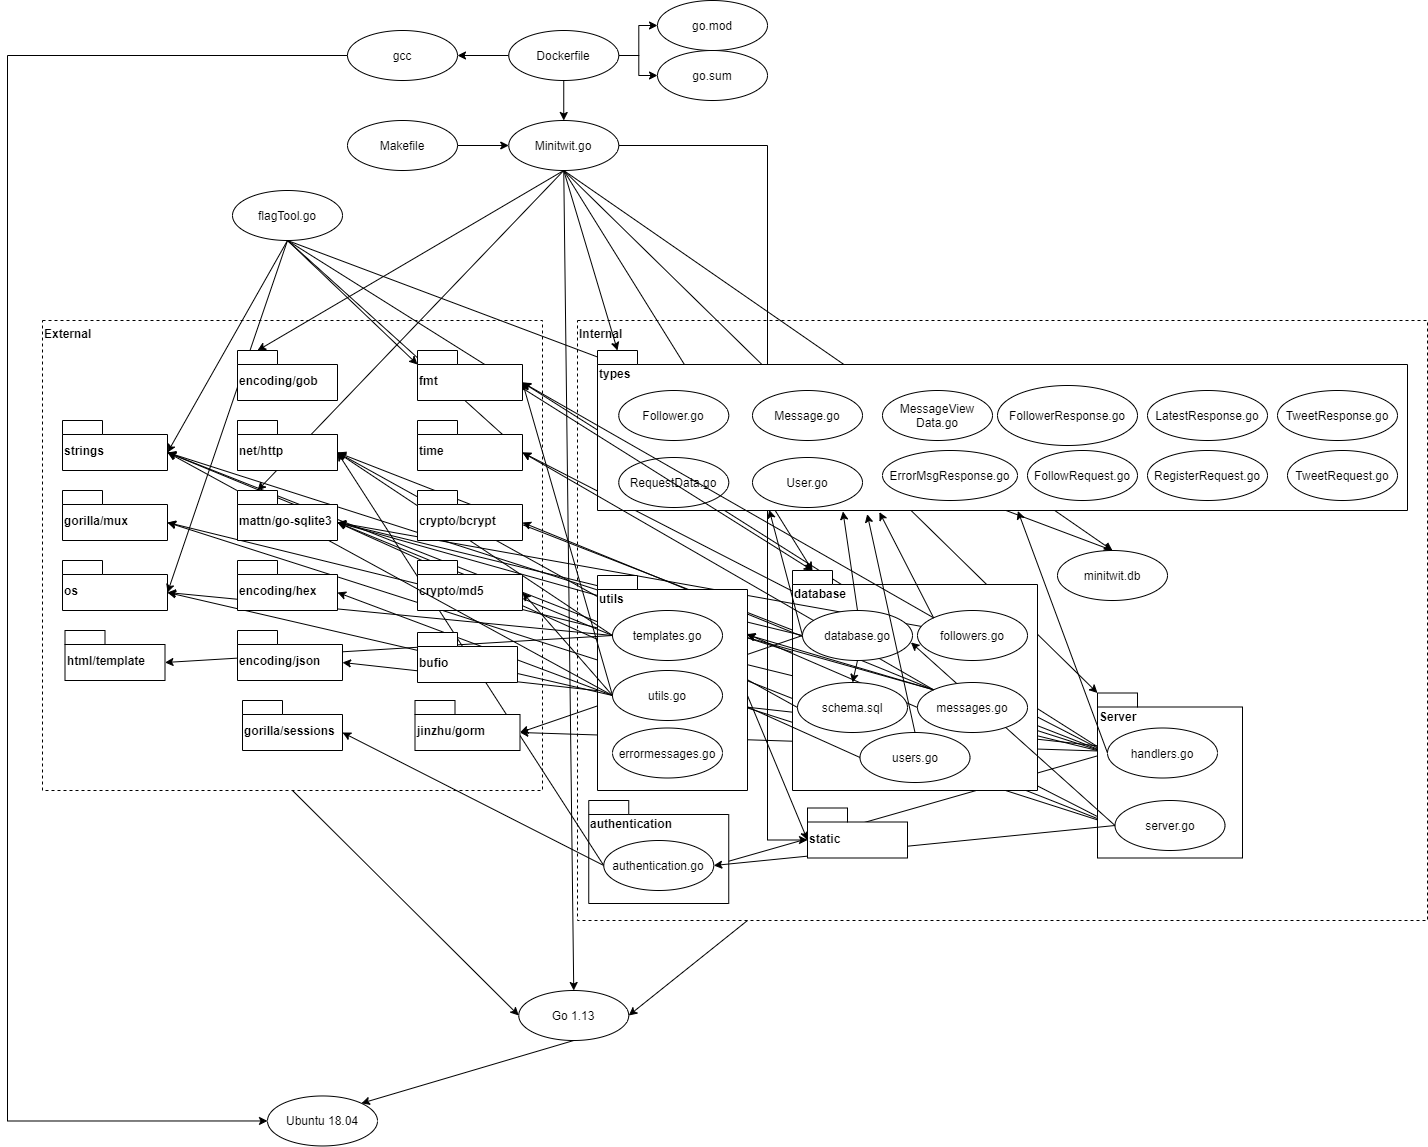 go.mod
gcc
Dockerfile
go.sum
Makefile
Minitwit.go
flagTool.go
External
Internal
types
encoding/gob
fmt
Follower.go
Message.go
MessageView
Data.go
FollowerResponse.go
LatestResponse.go
TweetResponse.go
strings
net/http
time
RequestData.go
User.go
ErrorMsgResponse.go
FollowRequest.go
RegisterRequest.go
TweetRequest.go
gorilla/mux
mattn/go-sqlite3
crypto/bcrypt
minitwit.db
os
encoding/hex
crypto/md5
utils
database
templates.go
database.go
followers.go
html/template
encoding/json
bufio
utils.go
schema.sql
messages.go
Server
gorilla/sessions
jinzhu/gorm
errormessages.go
users.go
handlers.go
authentication
static
server.go
authentication.go
Go 1.13
Ubuntu 18.04